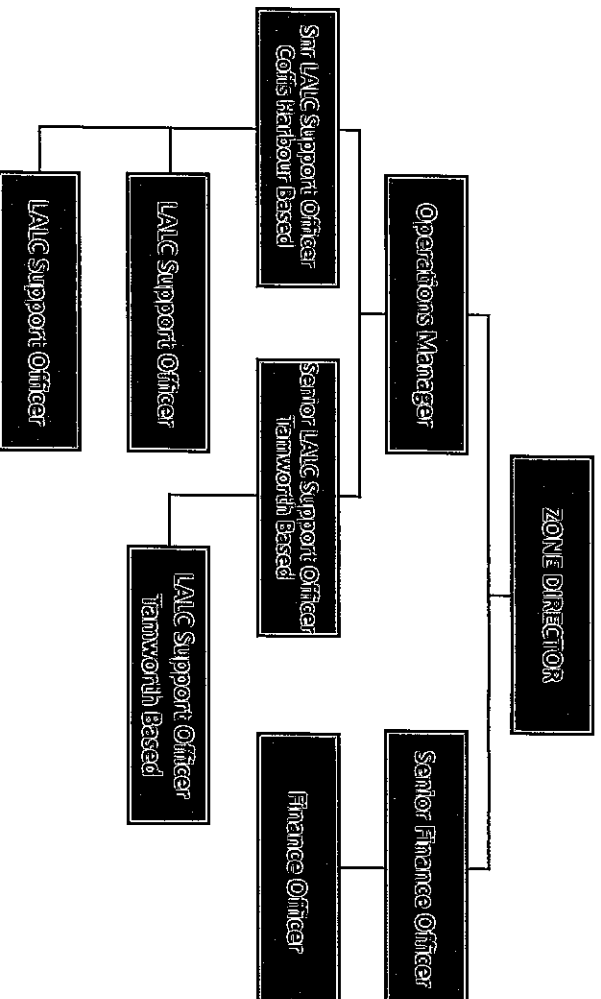 ZONE DIRECTOR
Operations Manager
Senior Finance Officer
Snr LALC Support Officer
Coffs Harbour Based
Senior LALC Support Officer
Tamworth Based
Finance Officer
LALC Support Officer
LALC Support Officer
Tamworth Based
LALC Support Officer